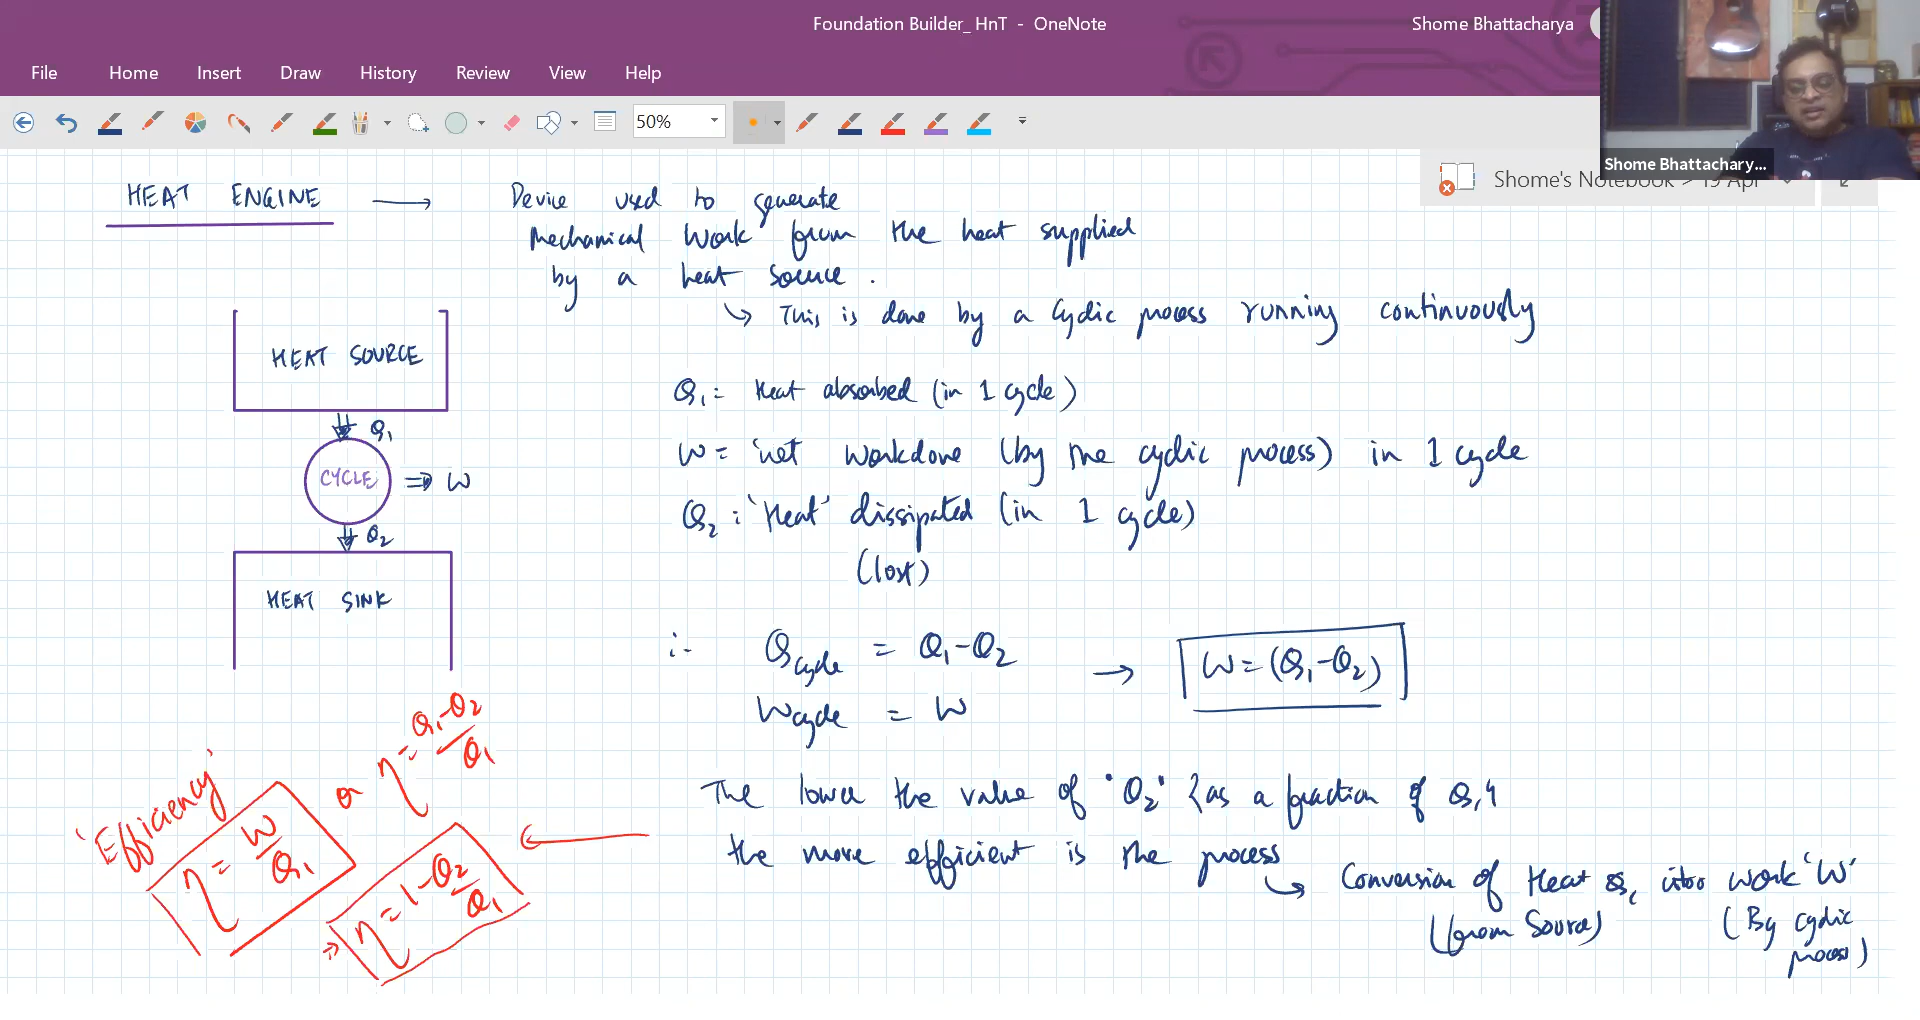 Foundation Builder_ HnT - OneNote
Shome Bhattacharya
File Home Insert Draw History Review View Help
50%
Shome Bhattachary...
Shome's Notebook > 19 Apr
HEAT ENGINE → Device used to generate
Mechanical Work from the heat supplied
by a heat source.
↳ This is done by a cyclic process running continuously
HEAT SOURCE
Q₁
CYCLE ⇒ W
Q₂
HEAT SINK
Q₁ = Heat absorbed (in 1 cycle)
W = 'net workdone (by the cyclic process) in 1 cycle
Q₂ : 'Heat' dissipated (in 1 cycle)
(lost)
∴ Qcycle = Q₁-Q₂ → W = (Q₁-Q₂)
Wcycle = W
The lower the value of 'Q₂' {as a fraction of Q₁}
the more efficient is the process
↳ Conversion of Heat Q₁ into work 'W'
(from Source) (By cyclic
process)
'Efficiency'
η = W/Q₁ or η = Q₁-Q₂/Q₁
⇒ η = 1-Q₂/Q₁